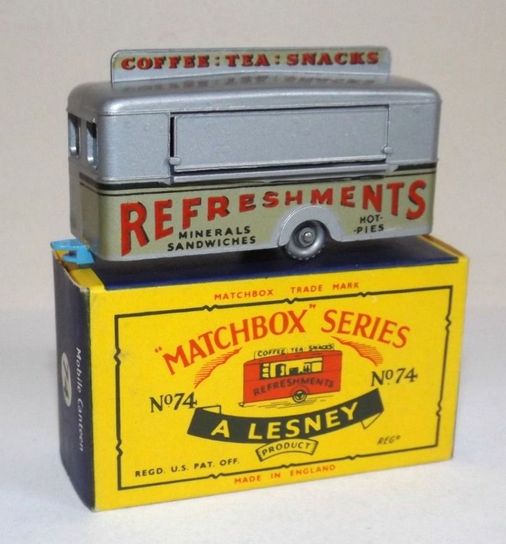 COFFEE : TEA : SNACKS
REFRESHMENTS
MINERALS
SANDWICHES
HOT-
-PIES
MATCHBOX TRADE MARK
"MATCHBOX" SERIES
COFFEE : TEA : SNACKS
REFRESHMENTS
No74
No74
A LESNEY
PRODUCT
REGD
REGD. U.S. PAT. OFF.
MADE IN ENGLAND
74
Mobile Canteen